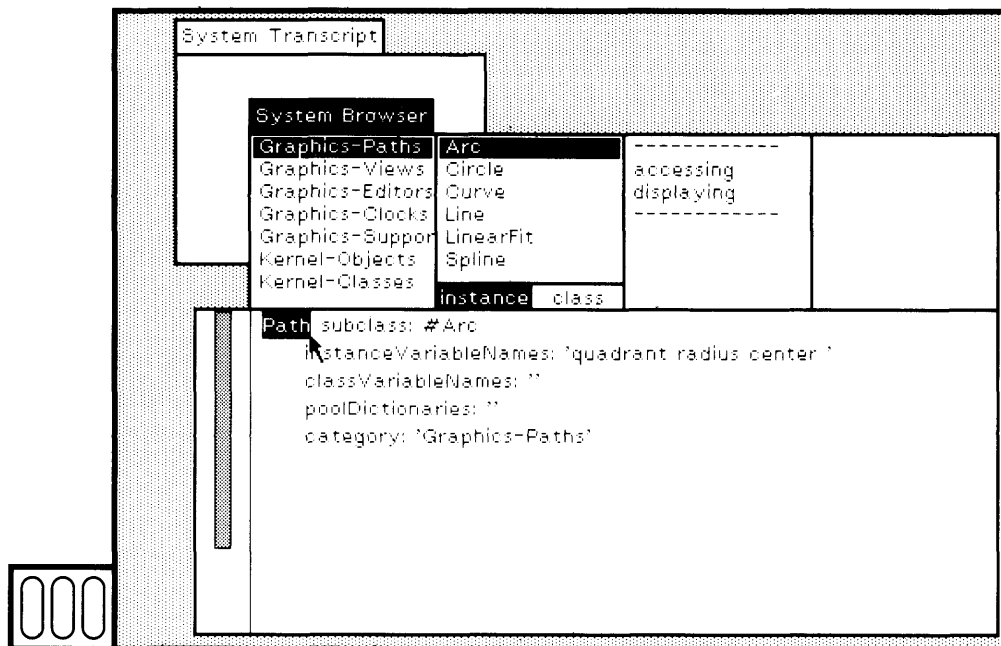 System Transcript
System Browser
Graphics-Paths
Graphics-Views
Graphics-Editors
Graphics-Clocks
Graphics-Suppor
Kernel-Objects
Kernel-Classes
Arc
Circle
Curve
Line
LinearFit
Spline
instance class
------------
accessing
displaying
------------
Path subclass: #Arc
instanceVariableNames: 'quadrant radius center '
classVariableNames: ''
poolDictionaries: ''
category: 'Graphics-Paths'